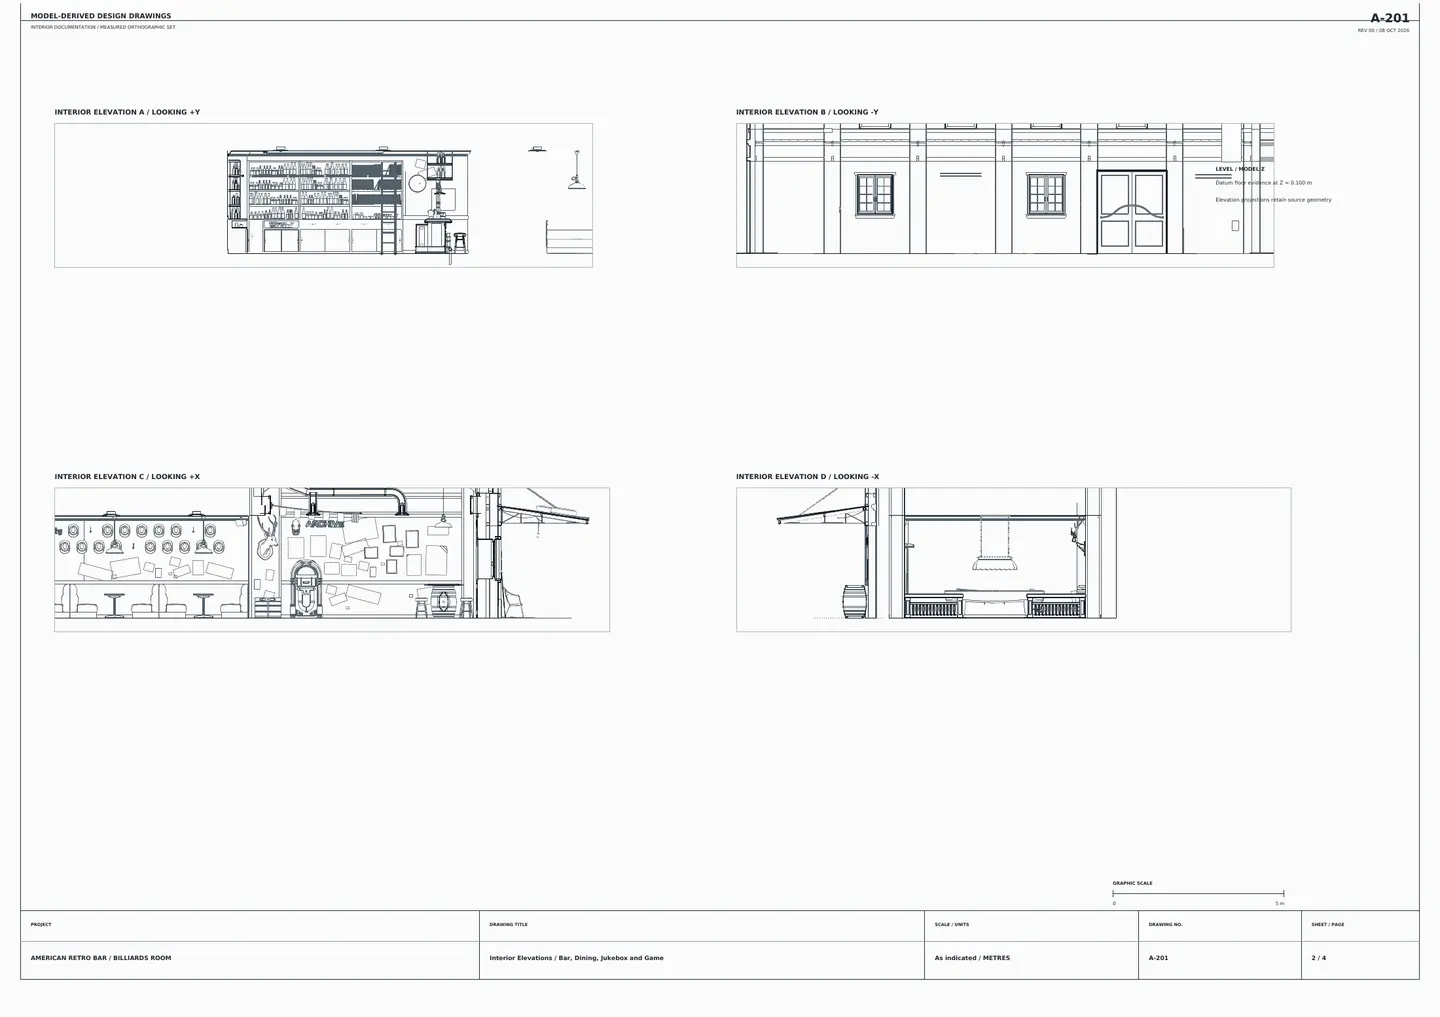 MODEL-DERIVED DESIGN DRAWINGS
INTERIOR DOCUMENTATION / MEASURED ORTHOGRAPHIC SET
A-201
REV 00 / 08 OCT 2026
INTERIOR ELEVATION A / LOOKING +Y
INTERIOR ELEVATION B / LOOKING -Y
LEVEL / MODEL Z
Datum floor evidence at Z = 0.100 m
Elevation projections retain source geometry
INTERIOR ELEVATION C / LOOKING +X
INTERIOR ELEVATION D / LOOKING -X
ARCHIVE
GRAPHIC SCALE
0
5 m
PROJECT
DRAWING TITLE
SCALE / UNITS
DRAWING NO.
SHEET / PAGE
AMERICAN RETRO BAR / BILLIARDS ROOM
Interior Elevations / Bar, Dining, Jukebox and Game
As indicated / METRES
A-201
2 / 4